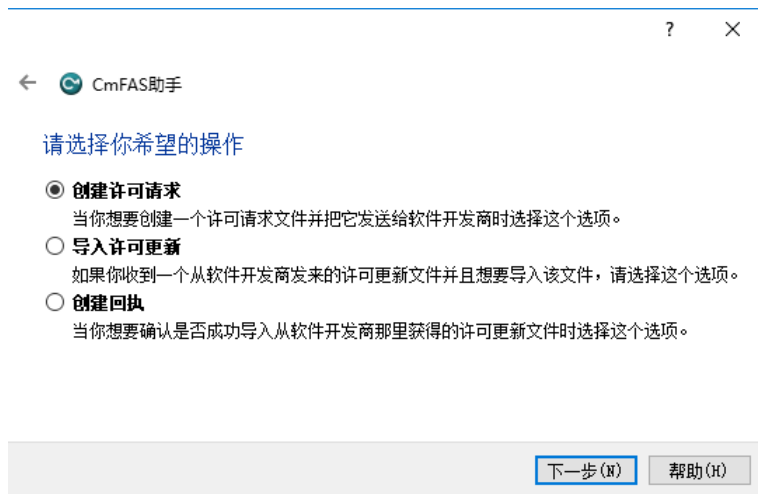 ?
CmFAS助手
请选择你希望的操作
创建许可请求
当你想要创建一个许可请求文件并把它发送给软件开发商时选择这个选项。
导入许可更新
如果你收到一个从软件开发商发来的许可更新文件并且想要导入该文件，请选择这个选项。
创建回执
当你想要确认是否成功导入从软件开发商那里获得的许可更新文件时选择这个选项。
下一步(N) 帮助(H)